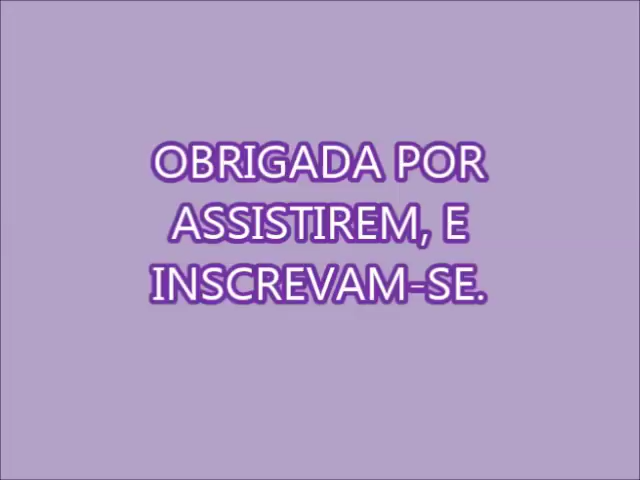 OBRIGADA POR
ASSISTIREM, E
INSCREVAM-SE.